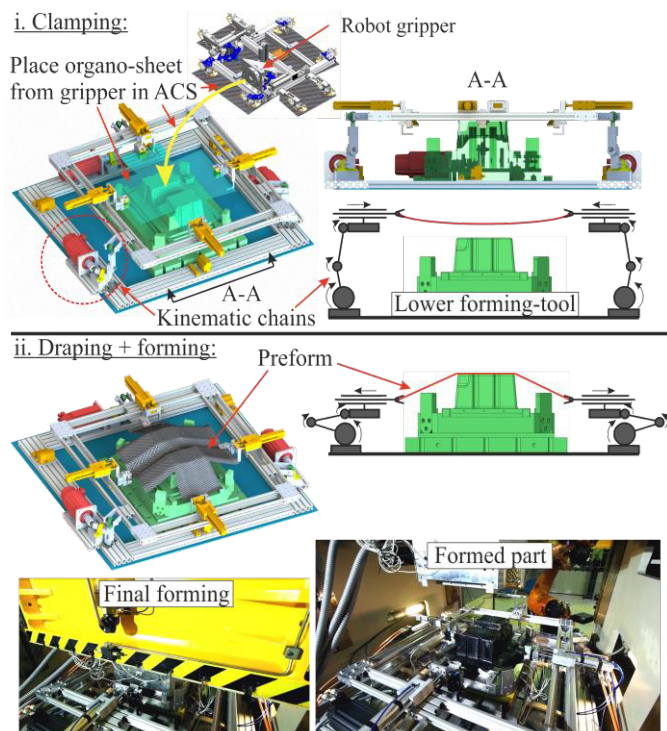 i. Clamping:
Robot gripper
Place organo-sheet
from gripper in ACS
A-A
A-A
Kinematic chains
Lower forming-tool
ii. Draping + forming:
Preform
Formed part
Final forming